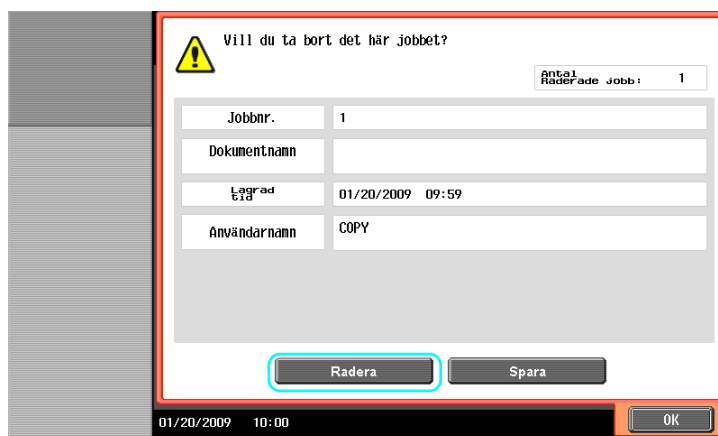 Vill du ta bort det här jobbet?
Antal
Raderade jobb: 1
Jobbnr. 1
Dokumentnamn
Lagrad
tid 01/20/2009 09:59
Användarnamn COPY
Radera Spara
01/20/2009 10:00 OK